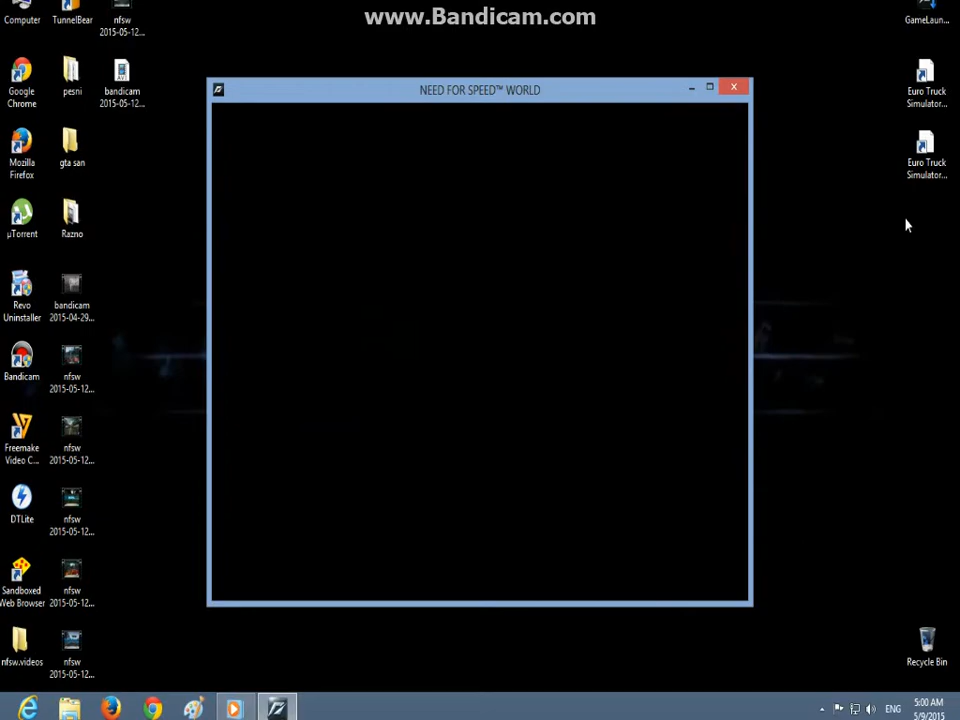 www.Bandicam.com
Computer
TunnelBear
nfsw
2015-05-12...
GameLaun...
Google
Chrome
pesni
bandicam
2015-05-12...
Euro Truck
Simulator...
Mozilla
Firefox
gta san
Euro Truck
Simulator...
µTorrent
Razno
Revo
Uninstaller
bandicam
2015-04-29...
Bandicam
nfsw
2015-05-12...
Freemake
Video C...
nfsw
2015-05-12...
DTLite
nfsw
2015-05-12...
Sandboxed
Web Browser
nfsw
2015-05-12...
nfsw.videos
nfsw
2015-05-12...
NEED FOR SPEED™ WORLD
Recycle Bin
ENG
5:00 AM
5/9/2015